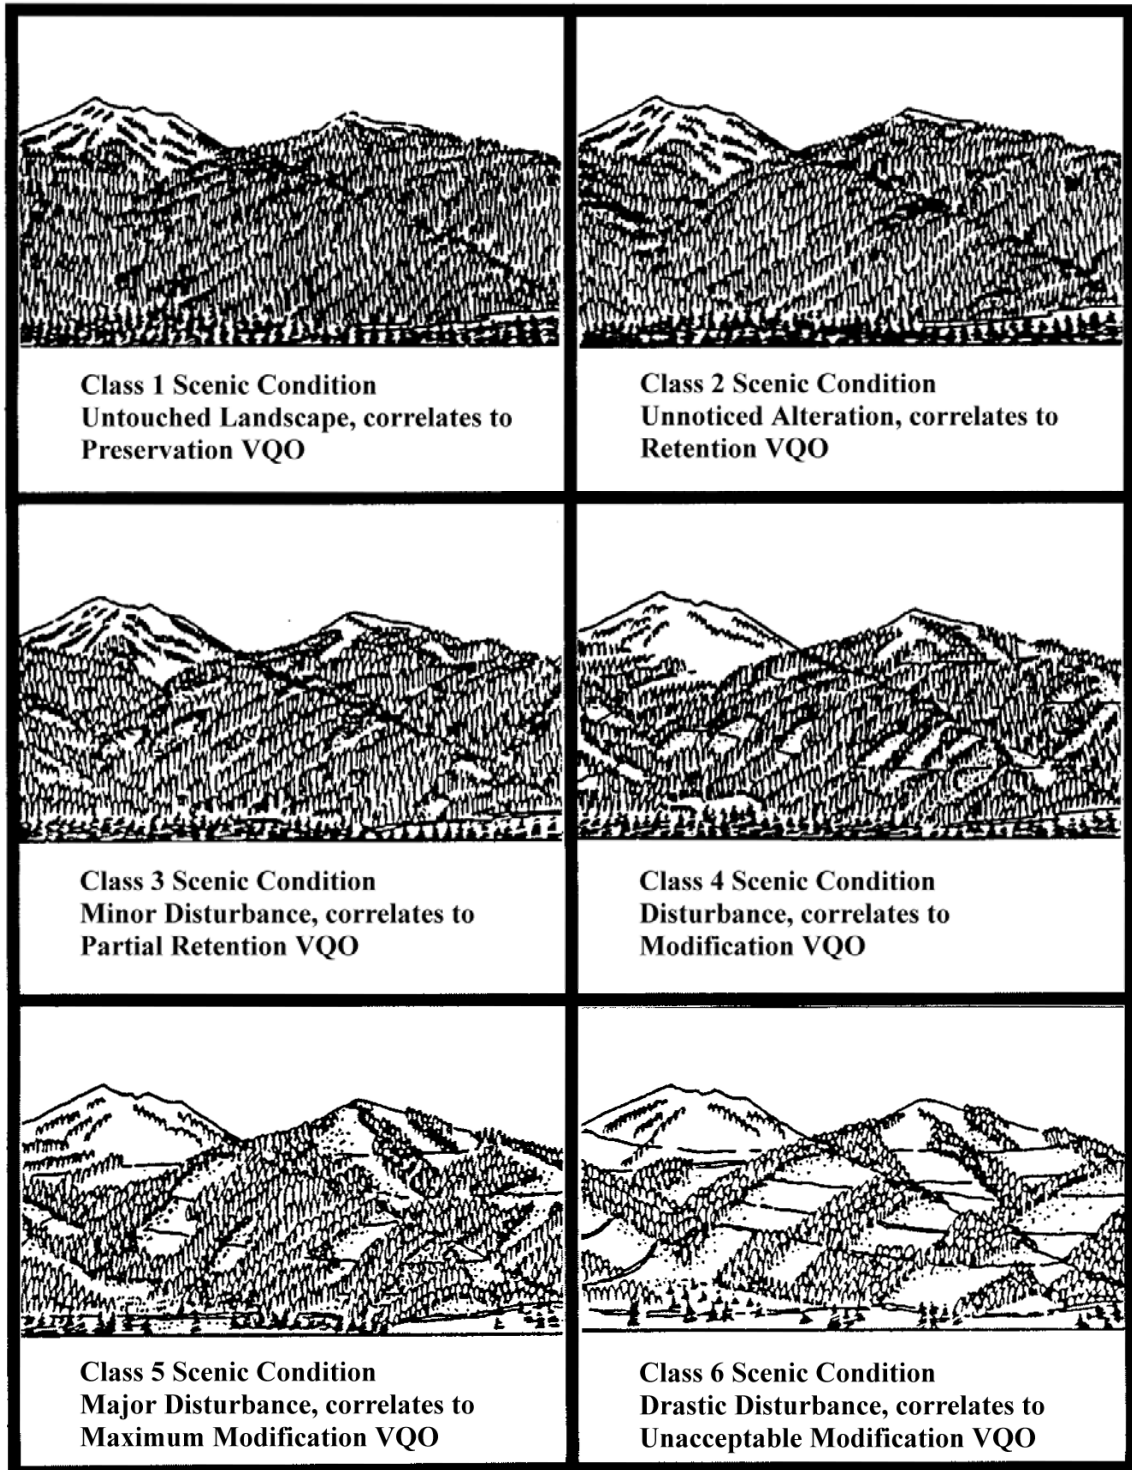 Class 1 Scenic Condition
Untouched Landscape, correlates to
Preservation VQO
Class 2 Scenic Condition
Unnoticed Alteration, correlates to
Retention VQO
Class 3 Scenic Condition
Minor Disturbance, correlates to
Partial Retention VQO
Class 4 Scenic Condition
Disturbance, correlates to
Modification VQO
Class 5 Scenic Condition
Major Disturbance, correlates to
Maximum Modification VQO
Class 6 Scenic Condition
Drastic Disturbance, correlates to
Unacceptable Modification VQO